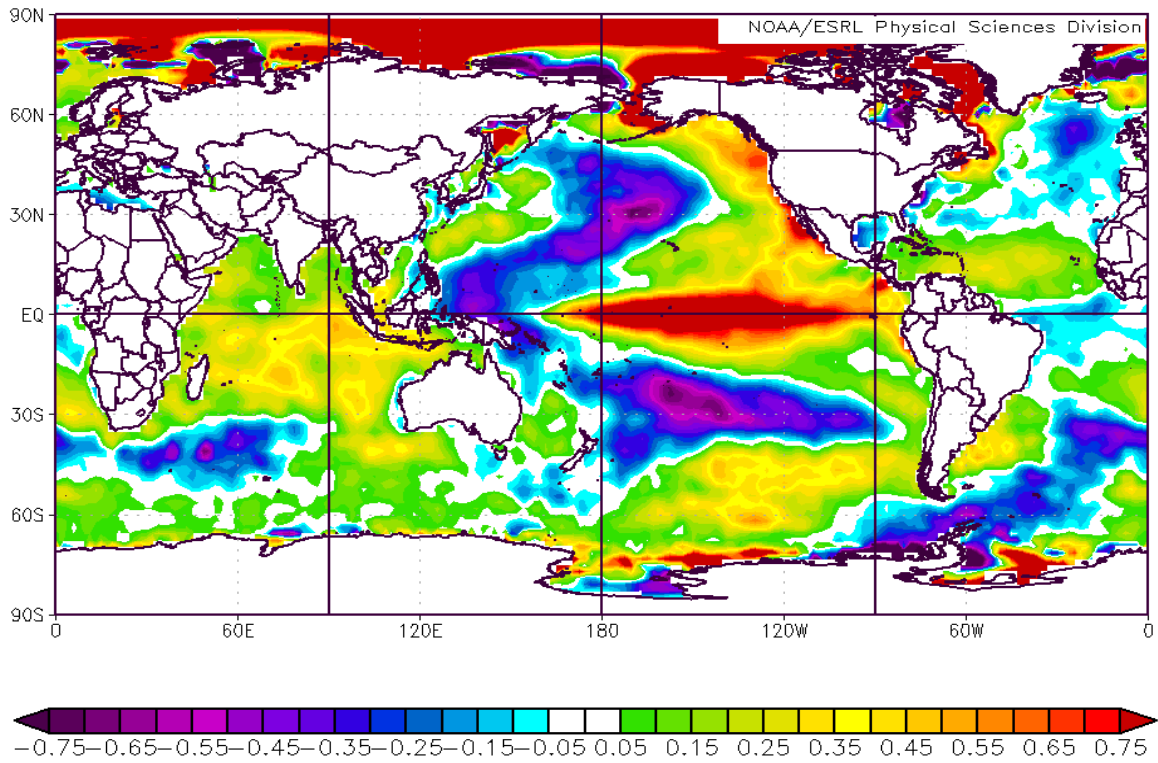 90N
NOAA/ESRL Physical Sciences Division
60N
30N
EQ
30S
60S
90S
0 60E 120E 180 120W 60W 0
-0.75 -0.65 -0.55 -0.45 -0.35 -0.25 -0.15 -0.05 0.05 0.15 0.25 0.35 0.45 0.55 0.65 0.75